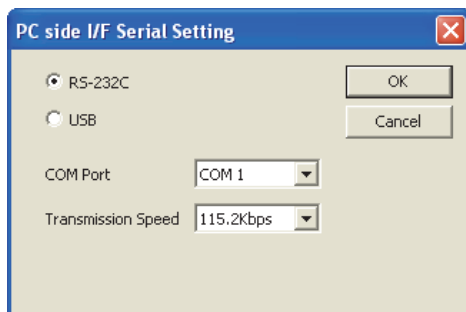 PC side I/F Serial Setting
RS-232C
OK
USB
Cancel
COM Port
COM 1
Transmission Speed
115.2Kbps